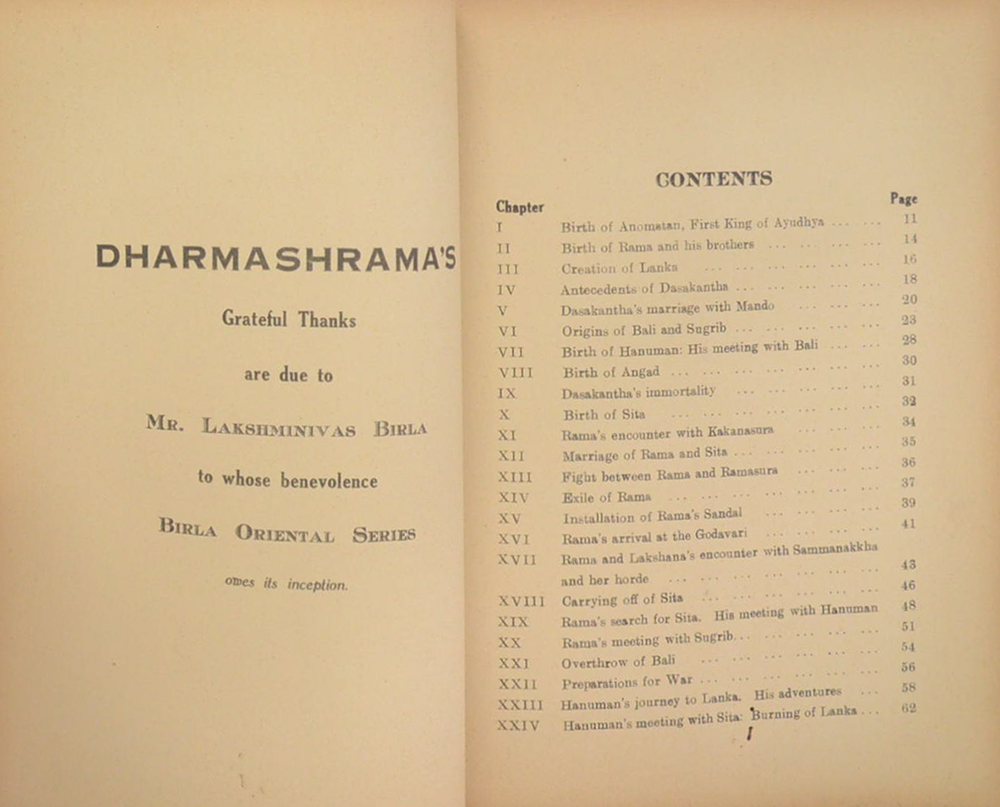 DHARMASHRAMA'S
Grateful Thanks
are due to
MR. LAKSHMINIVAS BIRLA
to whose benevolence
BIRLA ORIENTAL SERIES
owes its inception.
CONTENTS
Chapter Page
I Birth of Anomatan, First King of Ayudhya ... ... 11
II Birth of Rama and his brothers ... ... ... ... 14
III Creation of Lanka ... ... ... ... ... ... 16
IV Antecedents of Dasakantha ... ... ... ... ... 18
V Dasakantha's marriage with Mando ... ... ... 20
VI Origins of Bali and Sugrib ... ... ... ... ... 23
VII Birth of Hanuman: His meeting with Bali ... ... 28
VIII Birth of Angad ... ... ... ... ... ... ... 30
IX Dasakantha's immortality ... ... ... ... ... 31
X Birth of Sita ... ... ... ... ... ... ... 32
XI Rama's encounter with Kakanasura ... ... ... 34
XII Marriage of Rama and Sita ... ... ... ... ... 35
XIII Fight between Rama and Ramasura ... ... ... 36
XIV Exile of Rama ... ... ... ... ... ... ... 37
XV Installation of Rama's Sandal ... ... ... ... 39
XVI Rama's arrival at the Godavari ... ... ... ... 41
XVII Rama and Lakshana's encounter with Sammanakkha
and her horde ... ... ... ... ... ... ... 43
XVIII Carrying off of Sita ... ... ... ... ... ... 46
XIX Rama's search for Sita. His meeting with Hanuman 48
XX Rama's meeting with Sugrib... ... ... ... ... 51
XXI Overthrow of Bali ... ... ... ... ... ... 54
XXII Preparations for War ... ... ... ... ... ... 56
XXIII Hanuman's journey to Lanka. His adventures ... 58
XXIV Hanuman's meeting with Sita: Burning of Lanka ... 62